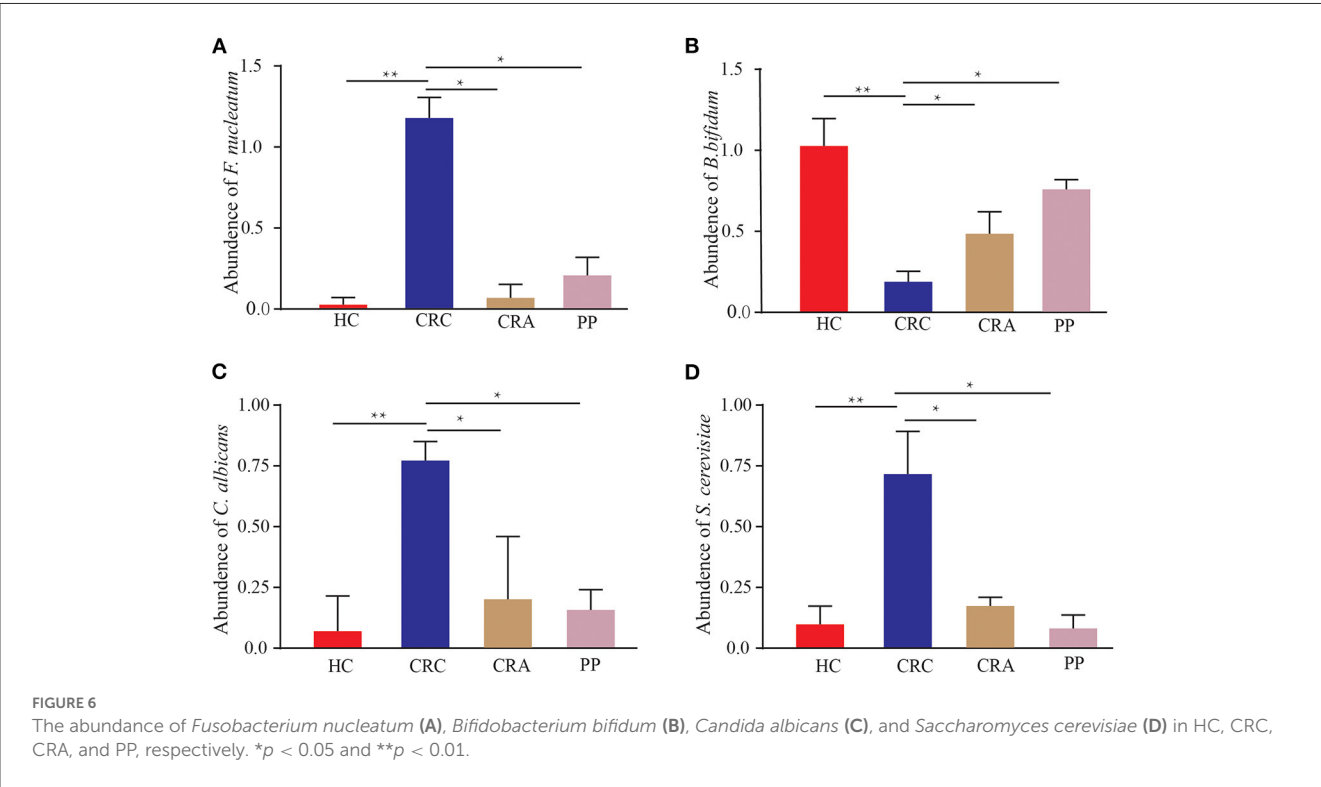 A
Abundence of F. nucleatum
1.5
1.0
0.5
0.0
**
*
*
HC CRC CRA PP
B
Abundence of B.bifidum
1.5
1.0
0.5
0.0
**
*
*
HC CRC CRA PP
C
Abundence of C. albicans
1.00
0.75
0.50
0.25
0.0
**
*
*
HC CRC CRA PP
D
Abundence of S. cerevisiae
1.00
0.75
0.50
0.25
0.0
**
*
*
HC CRC CRA PP
FIGURE 6
The abundance of Fusobacterium nucleatum (A), Bifidobacterium bifidum (B), Candida albicans (C), and Saccharomyces cerevisiae (D) in HC, CRC,
CRA, and PP, respectively. *p < 0.05 and **p < 0.01.